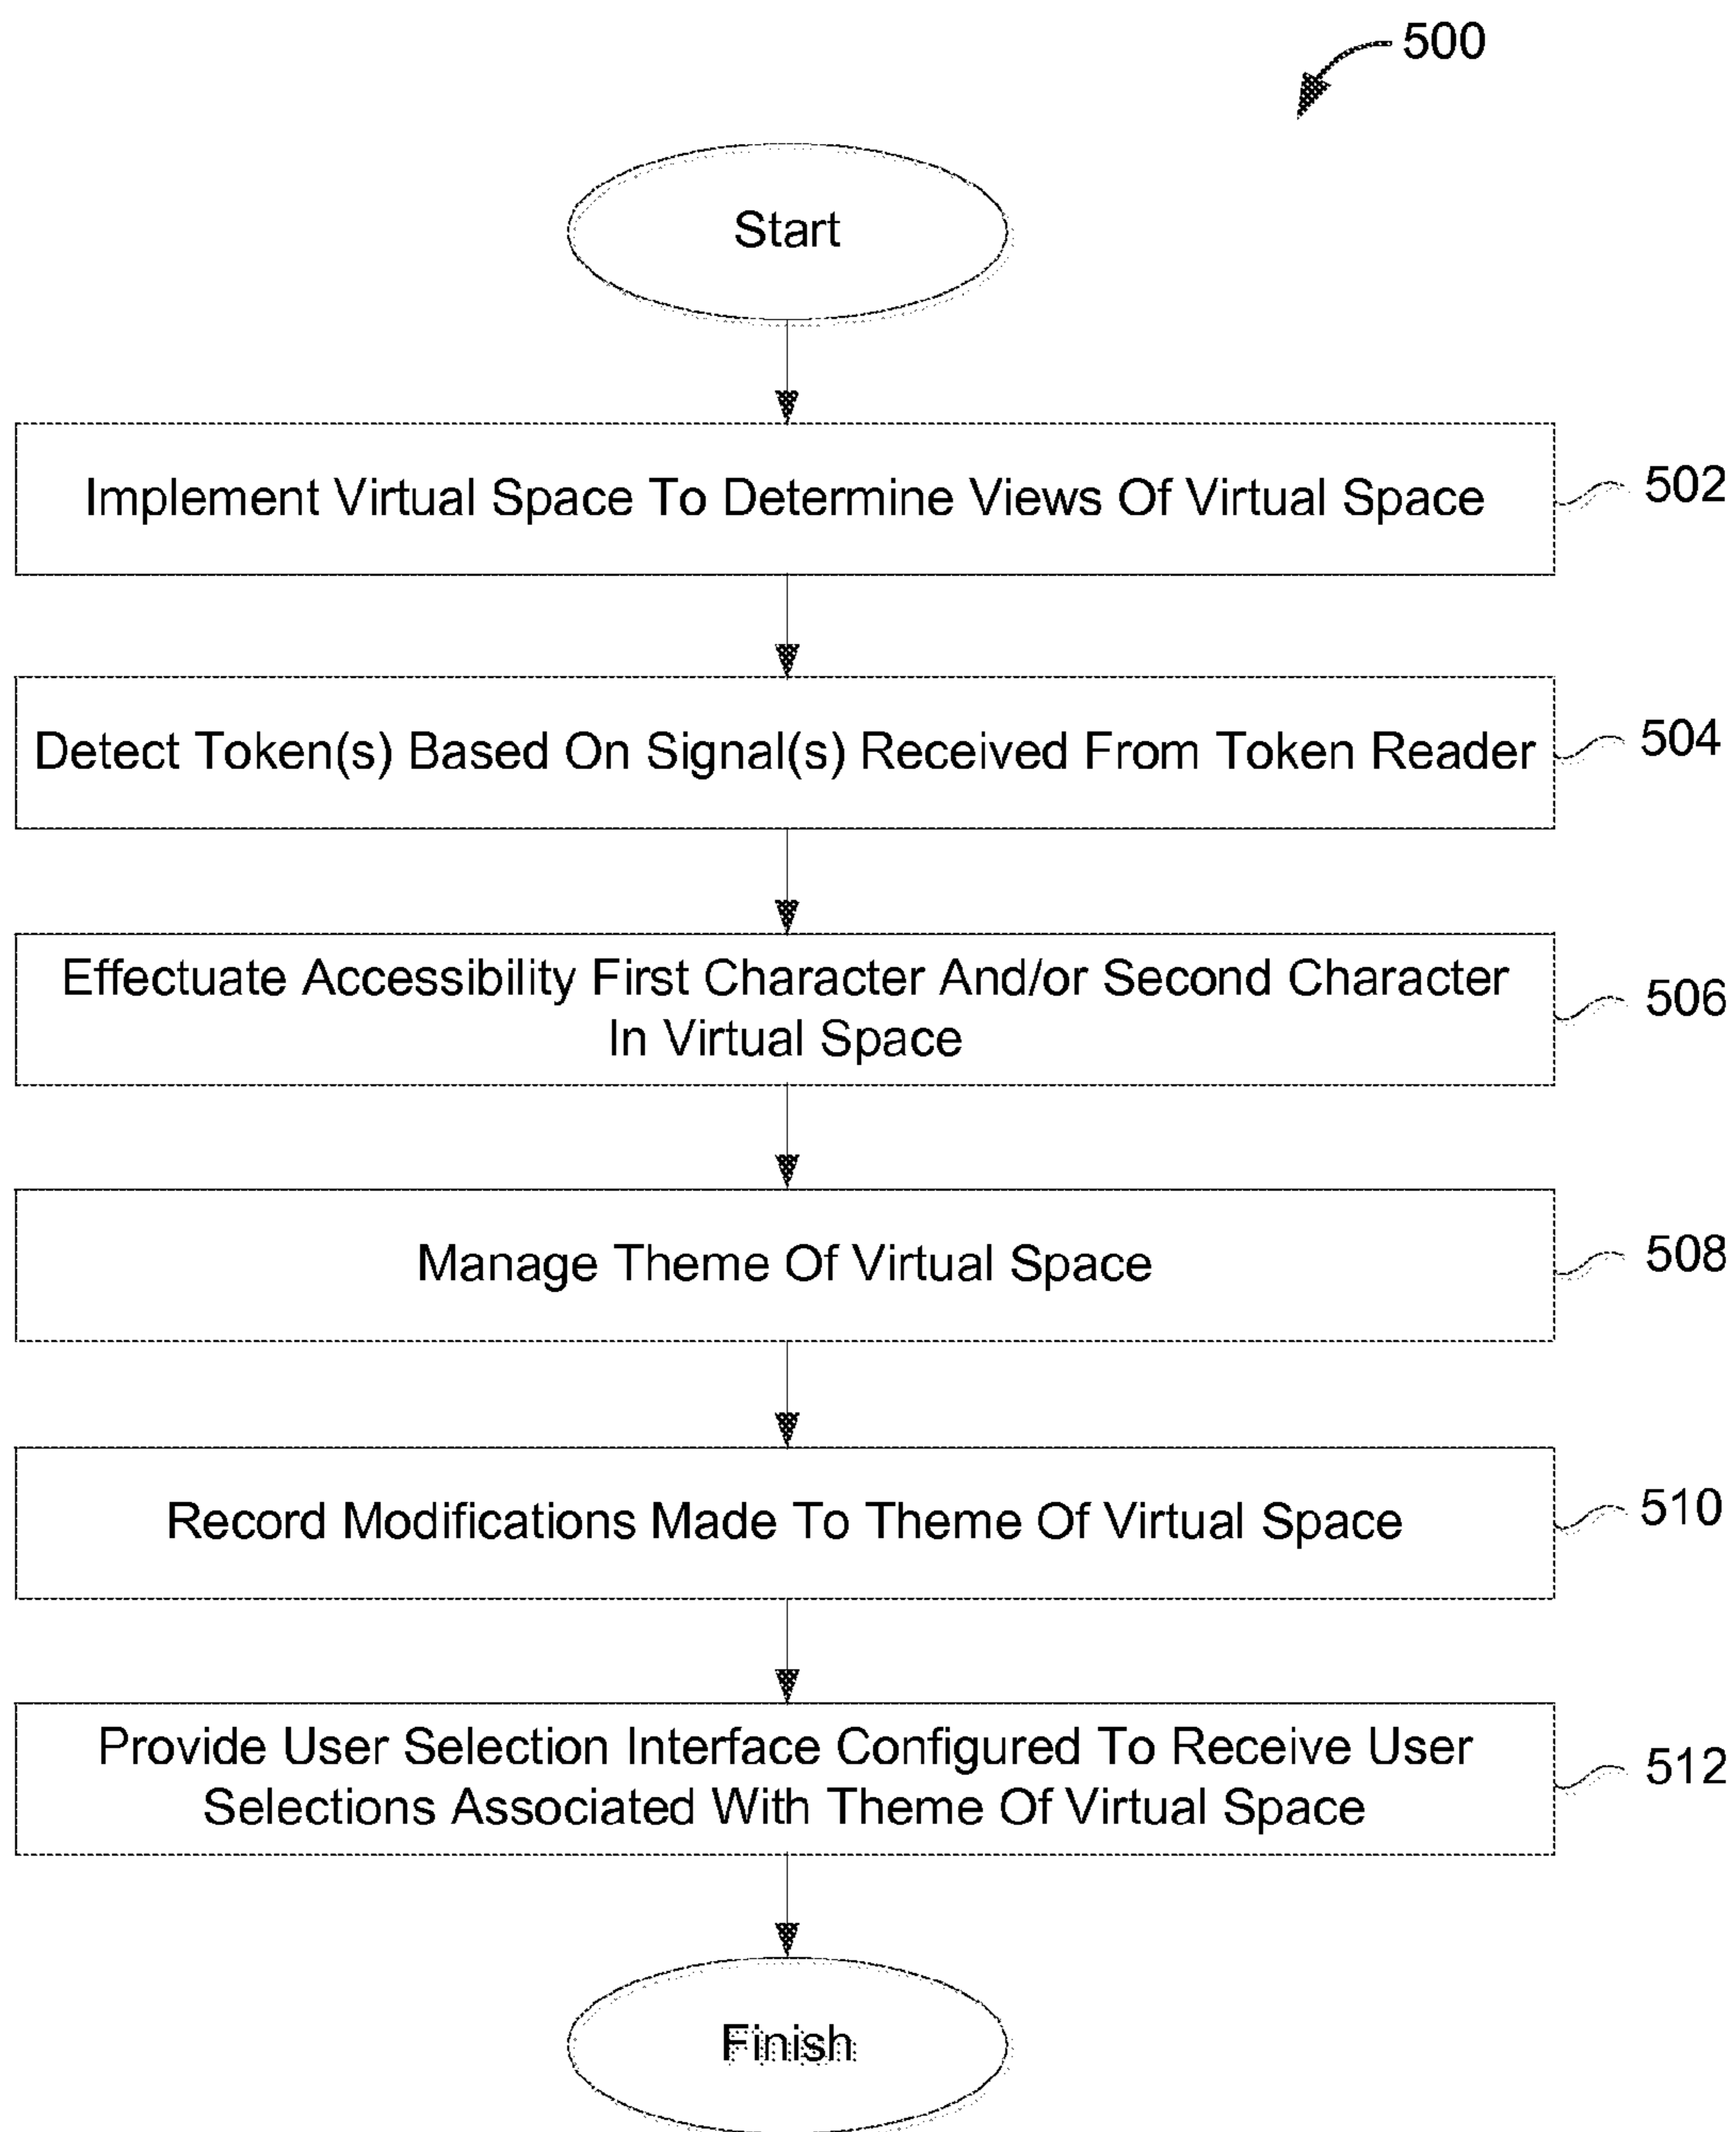 500
Start
Implement Virtual Space To Determine Views Of Virtual Space
502
Detect Token(s) Based On Signal(s) Received From Token Reader
504
Effectuate Accessibility First Character And/or Second Character
In Virtual Space
506
Manage Theme Of Virtual Space
508
Record Modifications Made To Theme Of Virtual Space
510
Provide User Selection Interface Configured To Receive User
Selections Associated With Theme Of Virtual Space
512
Finish